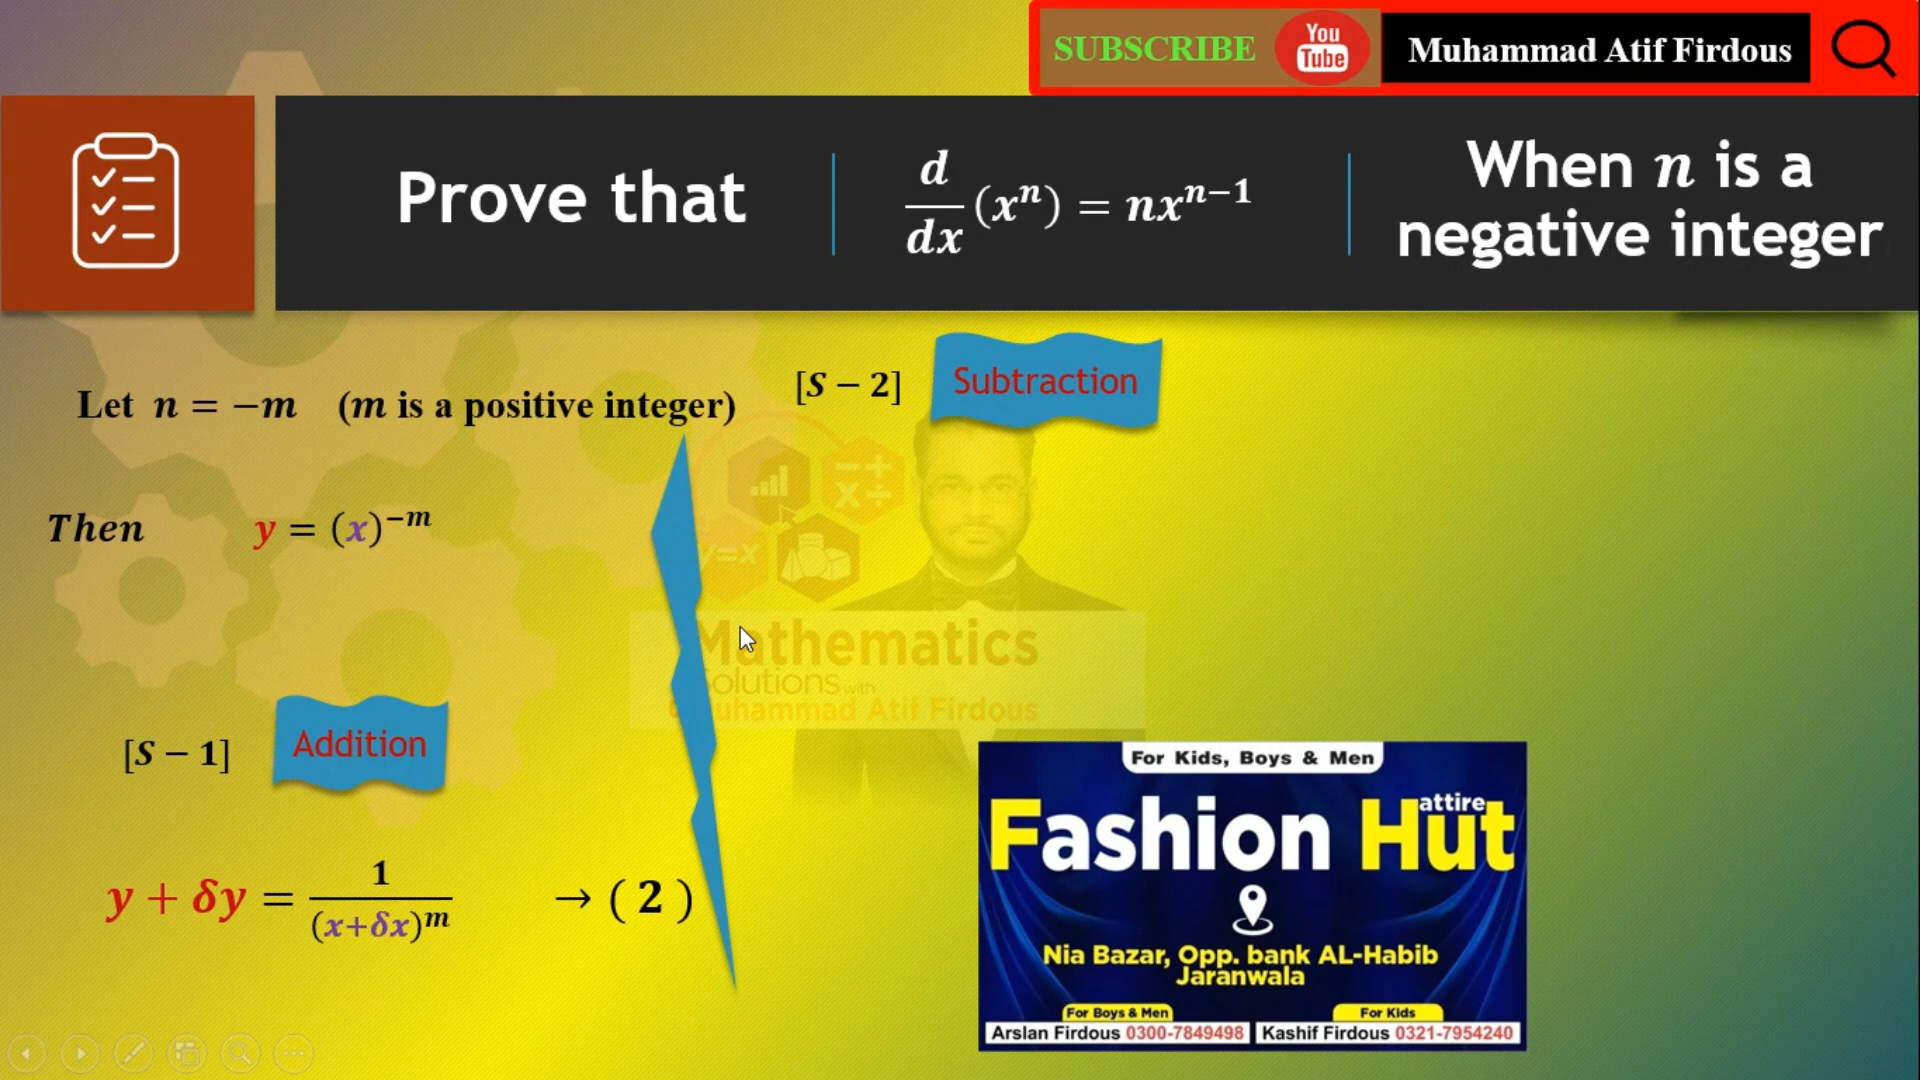 SUBSCRIBE
You
Tube
Muhammad Atif Firdous
Prove that
d/dx (xⁿ) = nxⁿ⁻¹
When n is a
negative integer
Let n = −m (m is a positive integer)
Then y = (x)⁻ᵐ
[S − 1] Addition
y + δy = 1/(x+δx)ᵐ → ( 2 )
[S − 2] Subtraction
y=x
Mathematics
Solutions with
Muhammad Atif Firdous
For Kids, Boys & Men
Fashion Hut
attire
Nia Bazar, Opp. bank AL-Habib
Jaranwala
For Boys & Men
For Kids
Arslan Firdous 0300-7849498
Kashif Firdous 0321-7954240